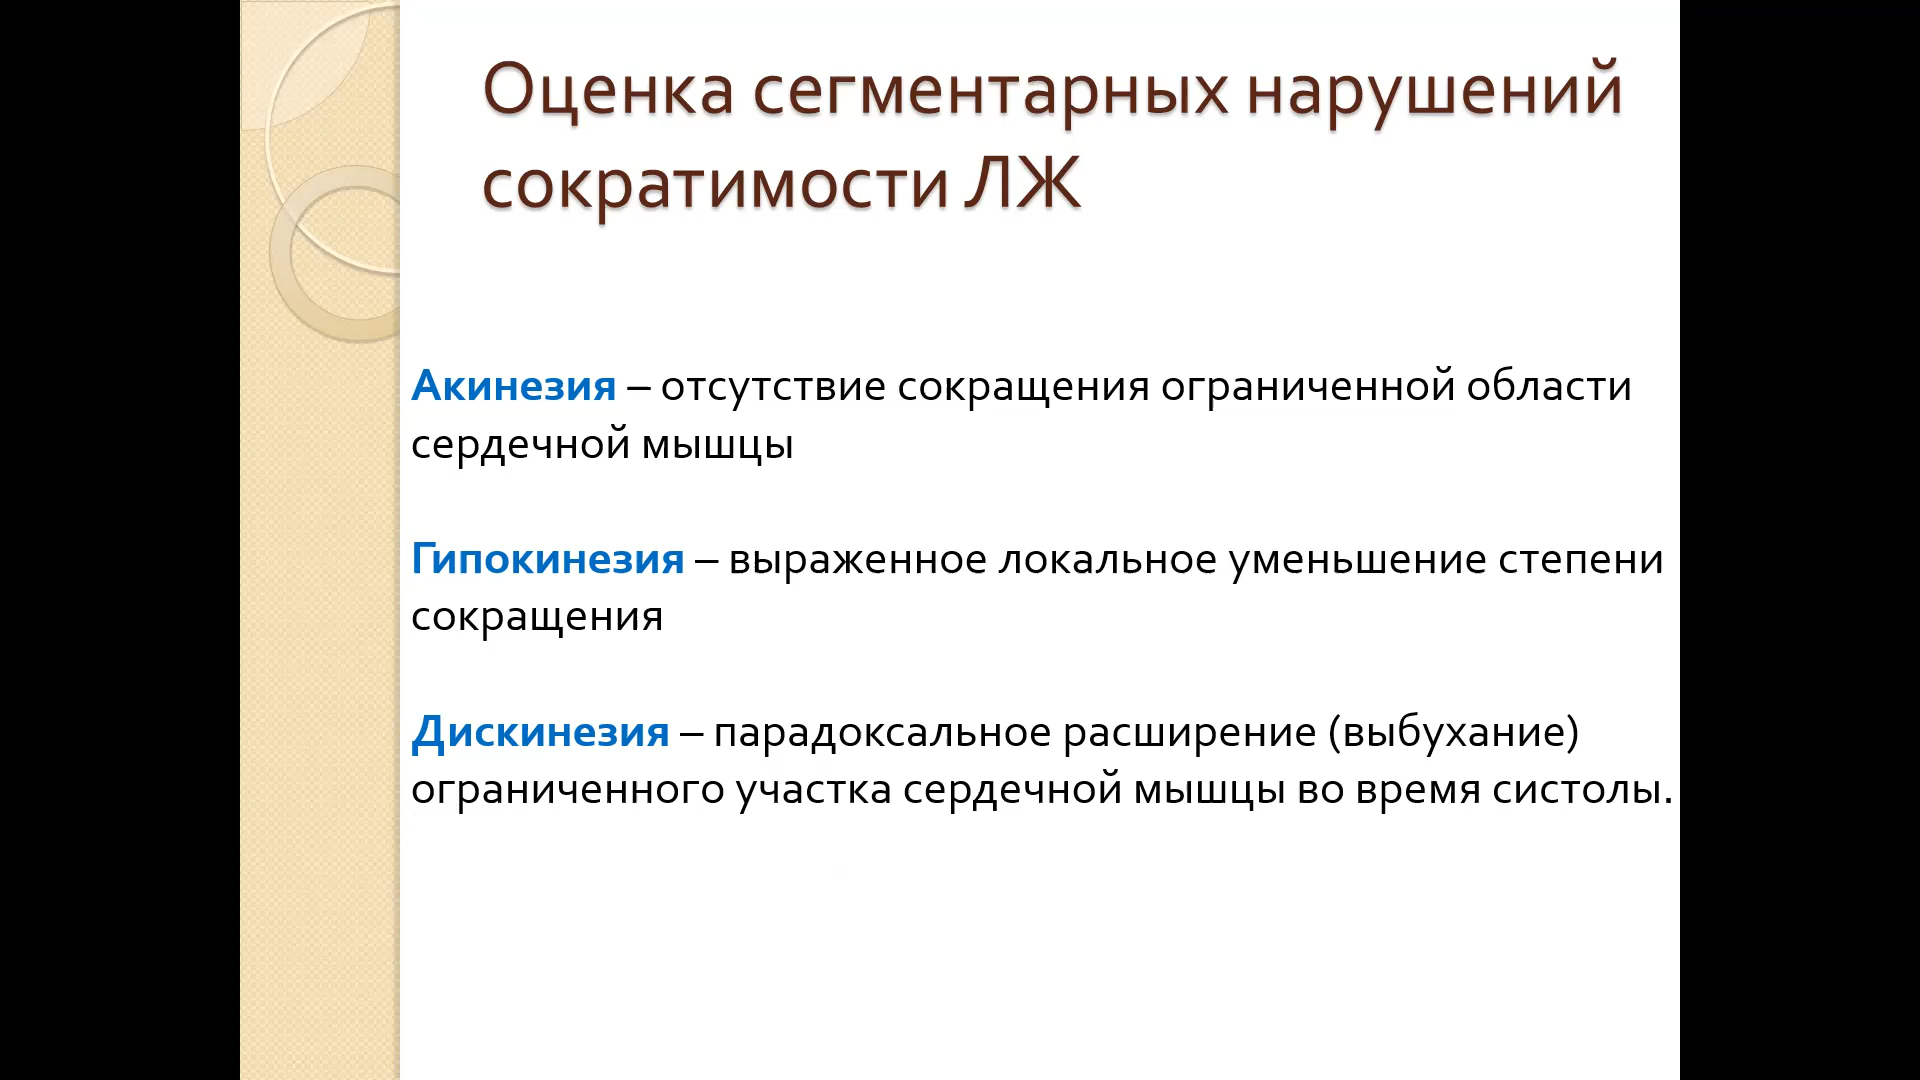 Оценка сегментарных нарушений
сократимости ЛЖ
Акинезия – отсутствие сокращения ограниченной области
сердечной мышцы
Гипокинезия – выраженное локальное уменьшение степени
сокращения
Дискинезия – парадоксальное расширение (выбухание)
ограниченного участка сердечной мышцы во время систолы.